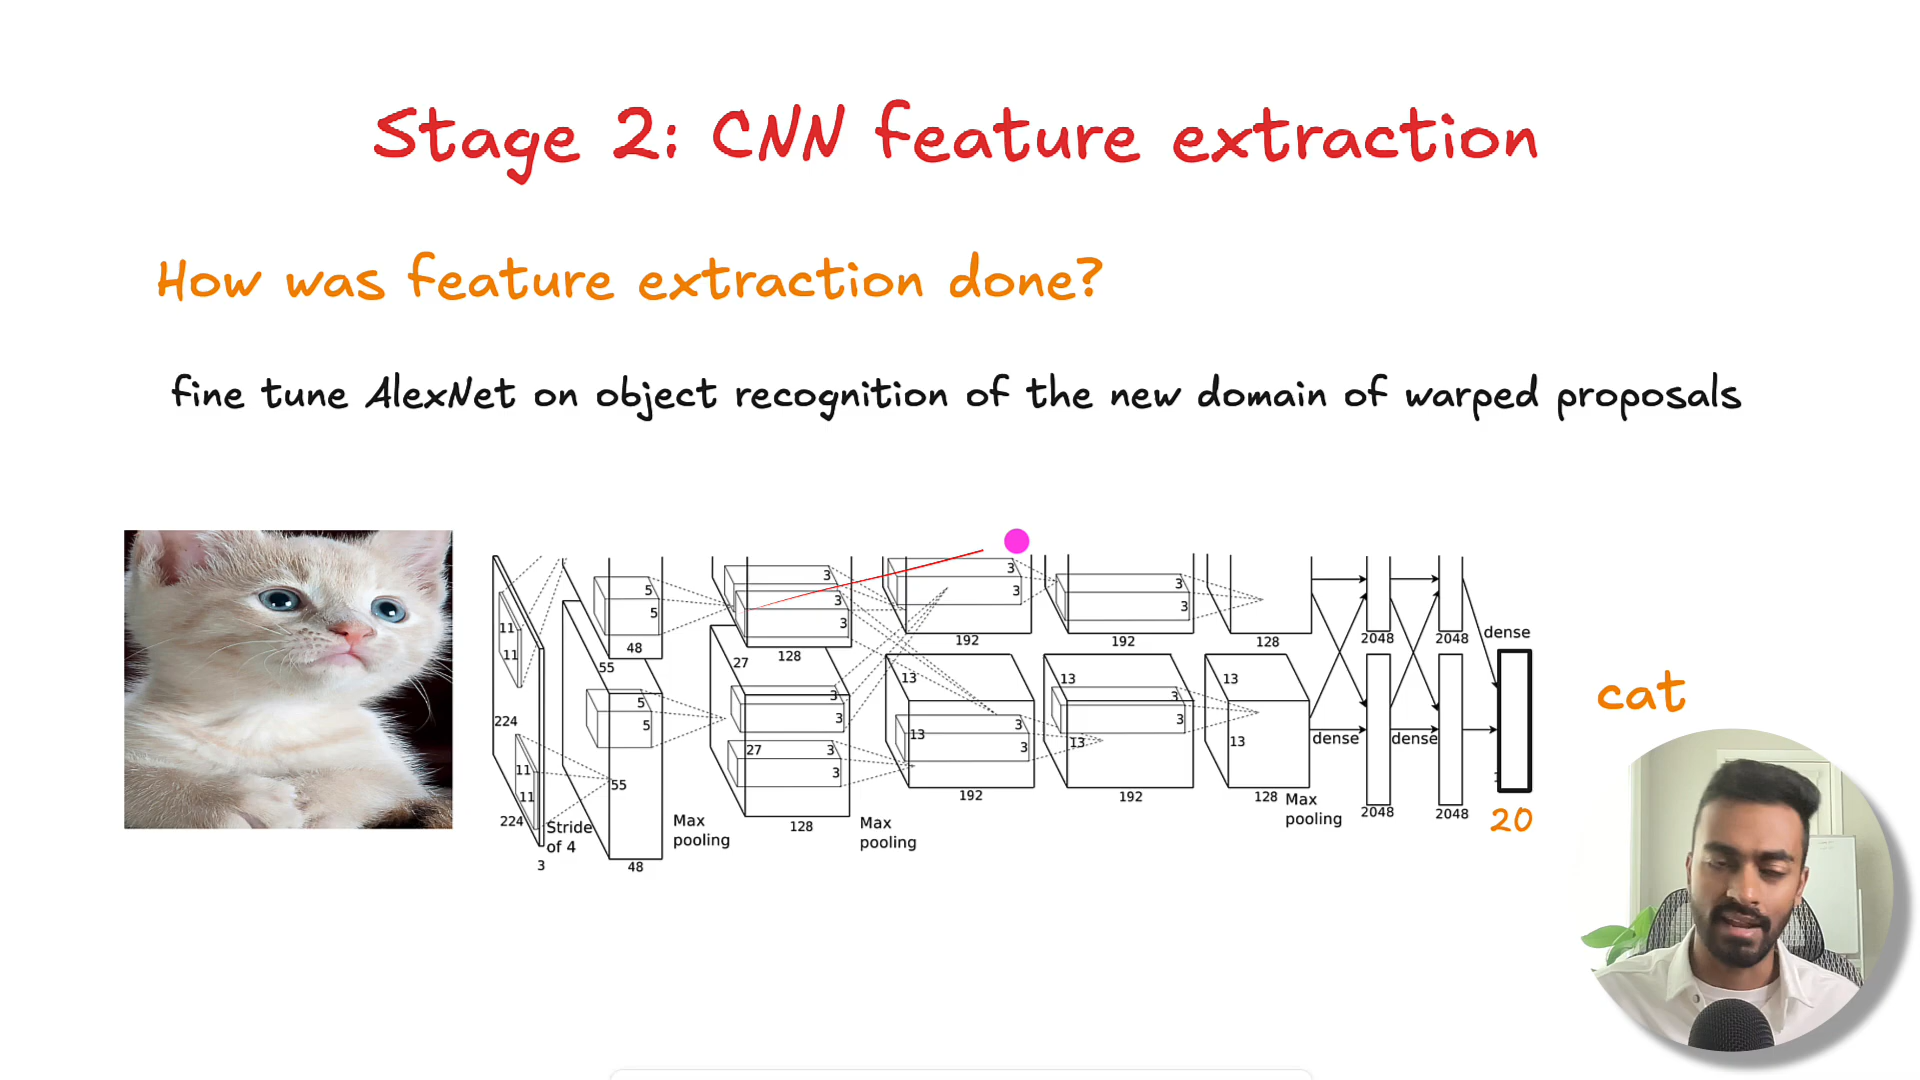 Stage 2: CNN feature extraction
How was feature extraction done?
fine tune AlexNet on object recognition of the new domain of warped proposals
3
3
5 3 3 3
11 5 3 3 3
11 48 192 192 128 2048 2048 dense
55 27 128
13 13 13
5 3 3
224 5 3 3 3
27 3 13 3 13 13 dense dense
11 3
11 55
192 192 128 Max pooling
224 Stride of 4 Max pooling 128 Max pooling 2048 2048
3 48
cat
20